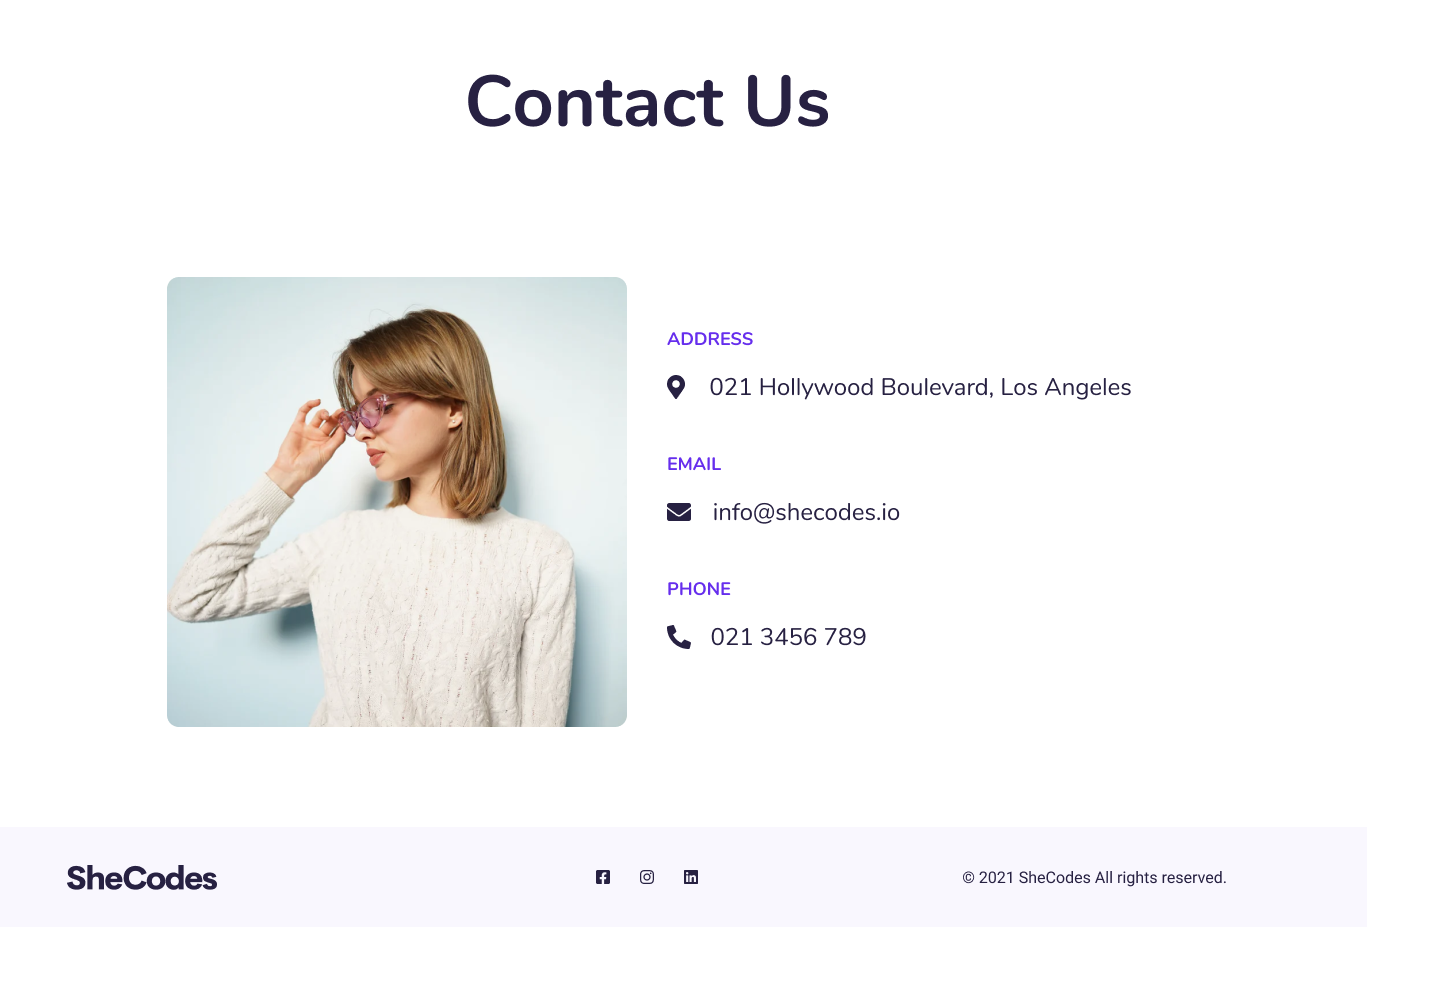 Contact Us
ADDRESS
021 Hollywood Boulevard, Los Angeles
EMAIL
info@shecodes.io
PHONE
021 3456 789
SheCodes
© 2021 SheCodes All rights reserved.